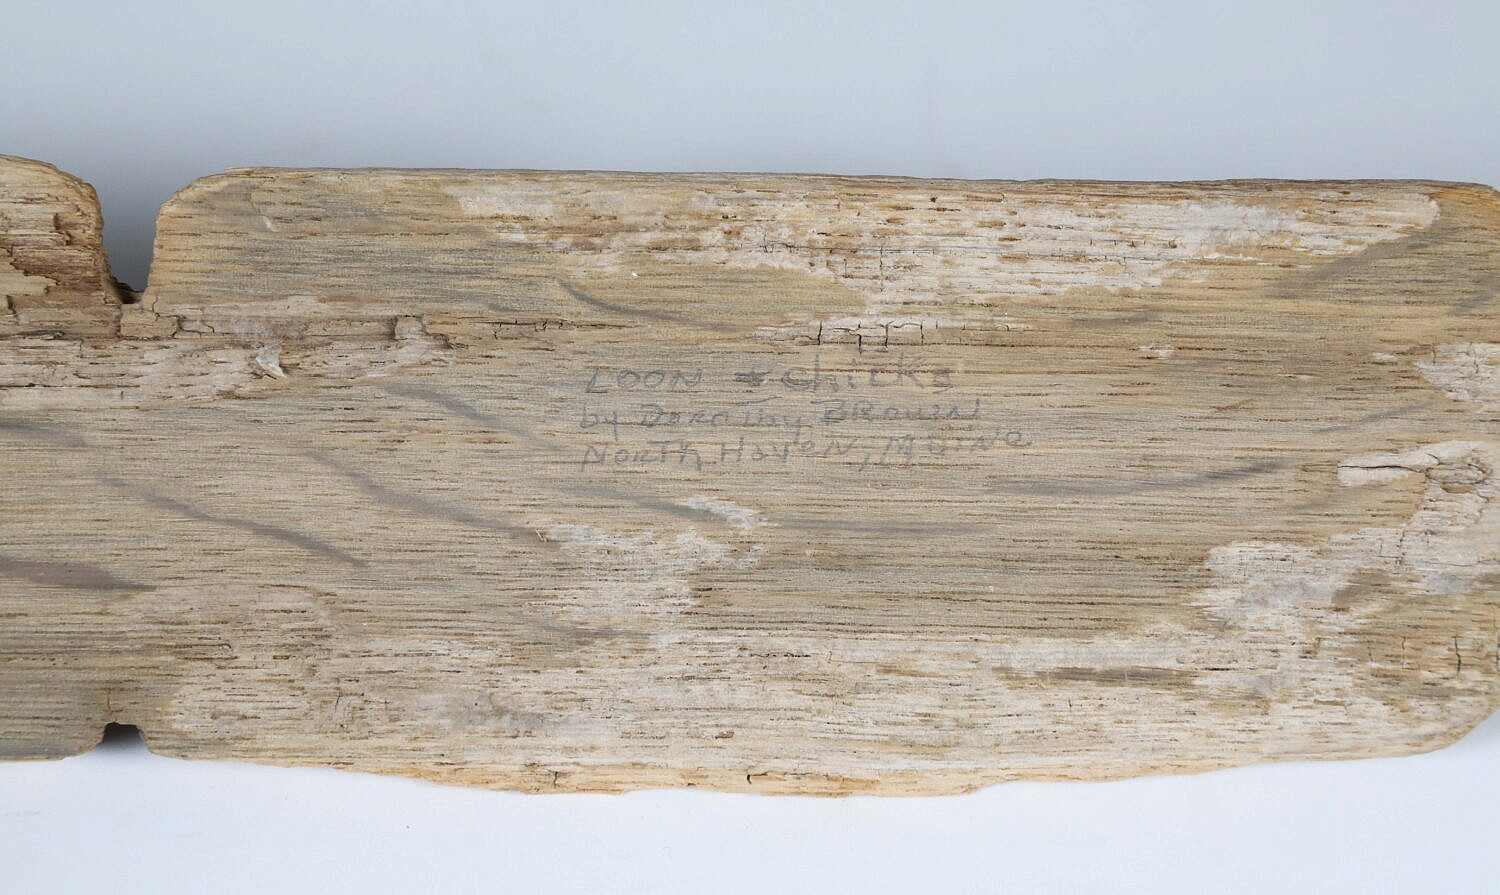 LOON + chicks
by Dorothy BROWN
NORTH HAVEN, MAINE